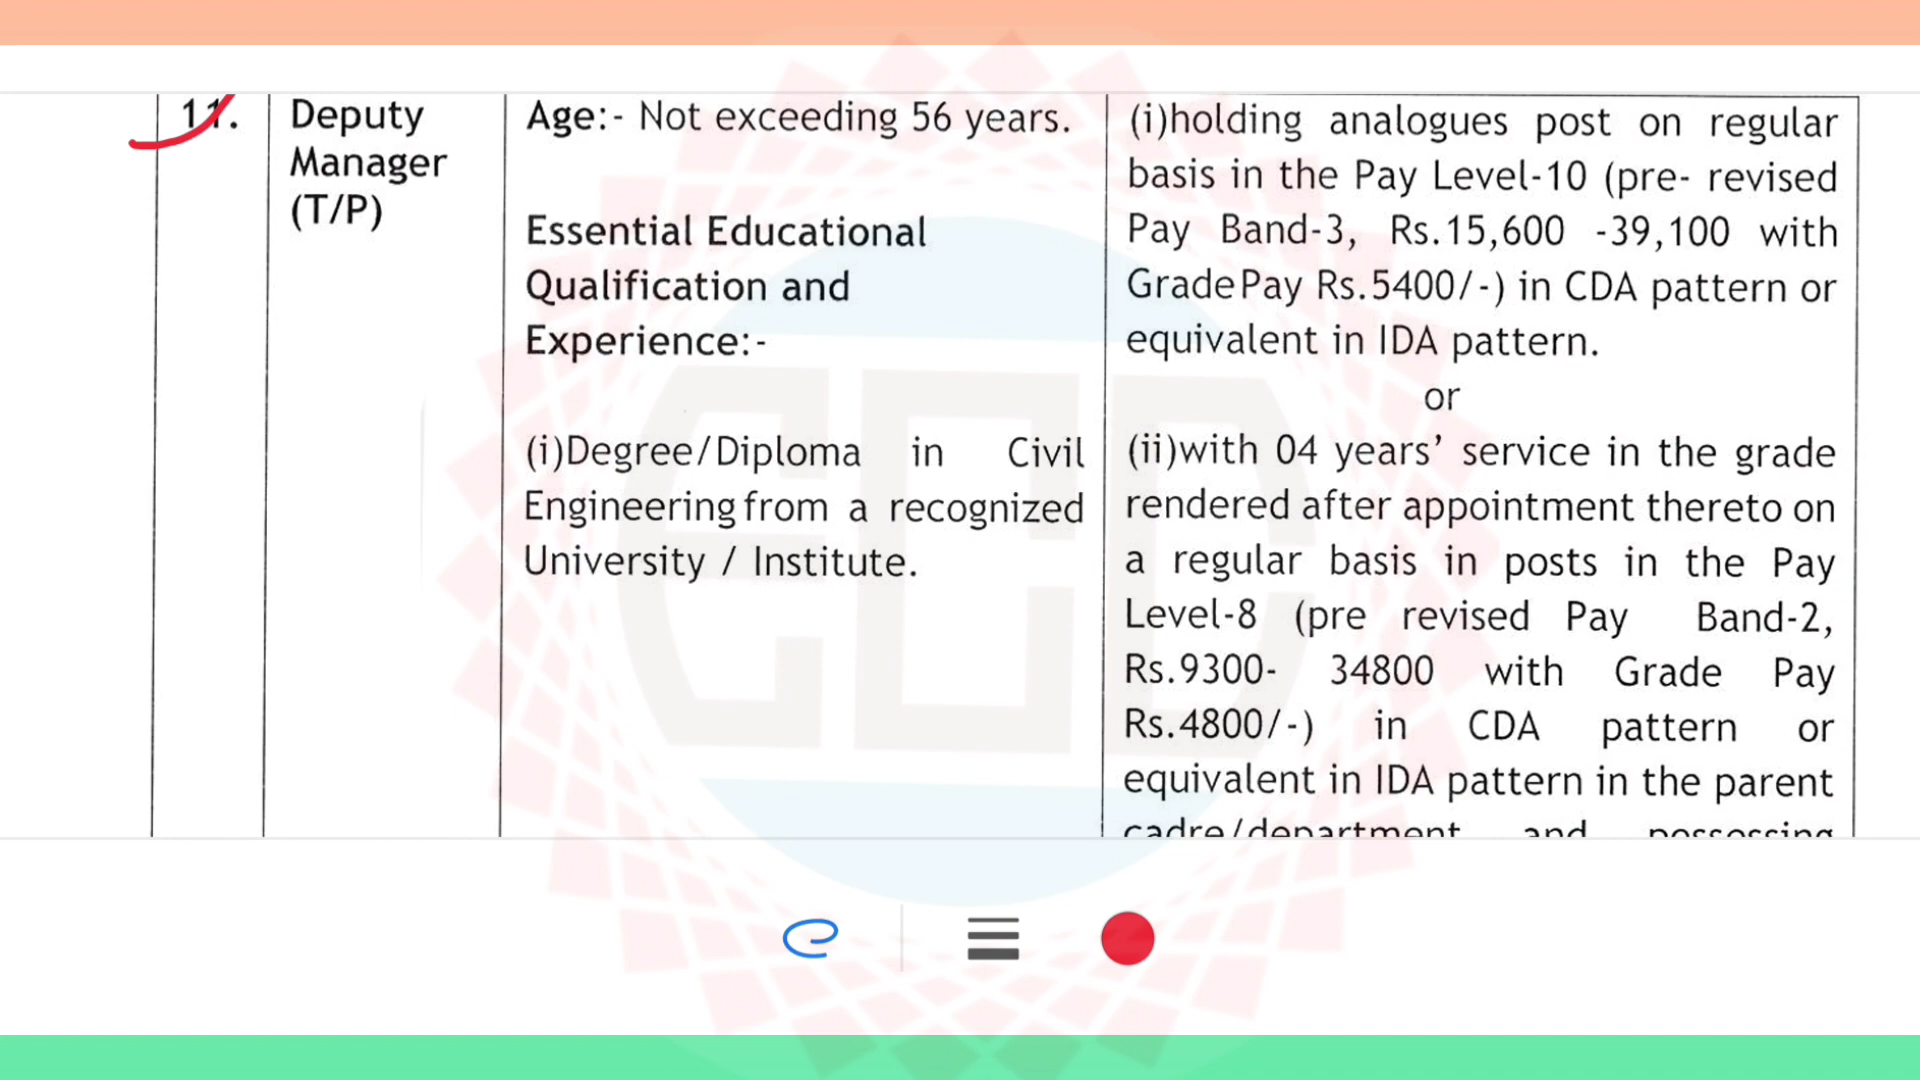 11.
Deputy
Manager
(T/P)
Age:- Not exceeding 56 years.
Essential Educational
Qualification and
Experience:-
(i)Degree/Diploma in Civil
Engineering from a recognized
University / Institute.
(i)holding analogues post on regular
basis in the Pay Level-10 (pre- revised
Pay Band-3, Rs.15,600 -39,100 with
Grade Pay Rs.5400/-) in CDA pattern or
equivalent in IDA pattern.
or
(ii)with 04 years’ service in the grade
rendered after appointment thereto on
a regular basis in posts in the Pay
Level-8 (pre revised Pay Band-2,
Rs.9300- 34800 with Grade Pay
Rs.4800/-) in CDA pattern or
equivalent in IDA pattern in the parent
cadre/department and possessing